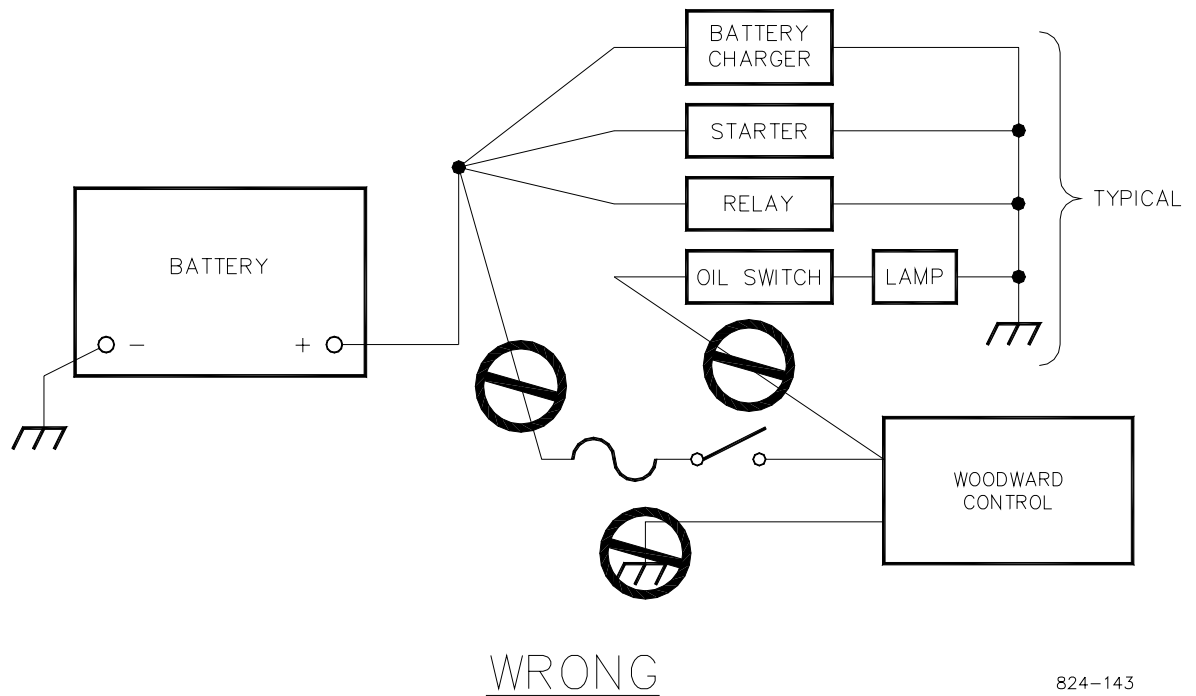 BATTERY
CHARGER
STARTER
RELAY
TYPICAL
BATTERY
OIL SWITCH
LAMP
− +
WOODWARD
CONTROL
WRONG
824−143